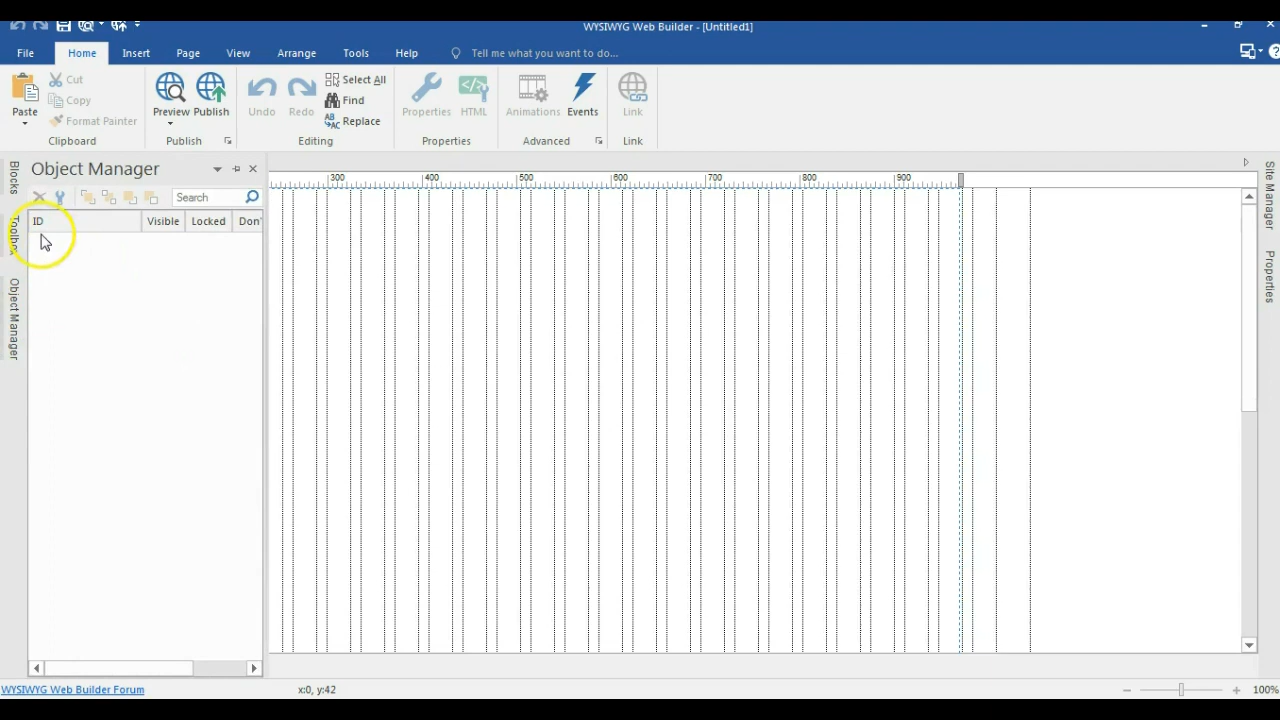 WYSIWYG Web Builder - [Untitled1]
File Home Insert Page View Arrange Tools Help Tell me what you want to do...
Paste
Cut
Copy
Format Painter
Clipboard
Preview Publish
Publish
Undo
Redo
Select All
Find
Replace
Editing
Properties
HTML
Properties
Animations
Events
Advanced
Link
Link
Blocks
Toolbox
Object Manager
Object Manager
Search
ID Visible Locked Don'
300 400 500 600 700 800 900
Site Manager
Properties
WYSIWYG Web Builder Forum
x:0, y:42
100%